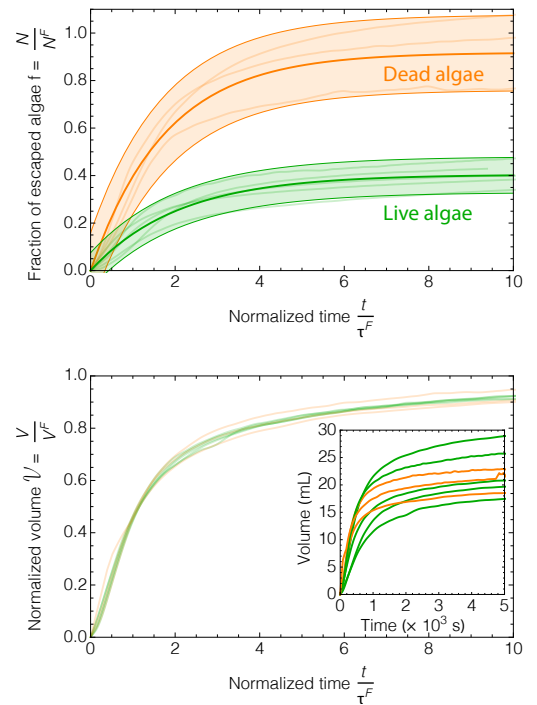 Fraction of escaped algae f = N/N^F
1.0
0.8
0.6
0.4
0.2
0.0
Dead algae
Live algae
0 2 4 6 8 10
Normalized time t/τ^F
Normalized volume 𝒱 = V/V^F
1.0
0.8
0.6
0.4
0.2
0.0
Volume (mL)
30
25
20
15
10
5
0
0 1 2 3 4 5
Time (× 10³ s)
0 2 4 6 8 10
Normalized time t/τ^F